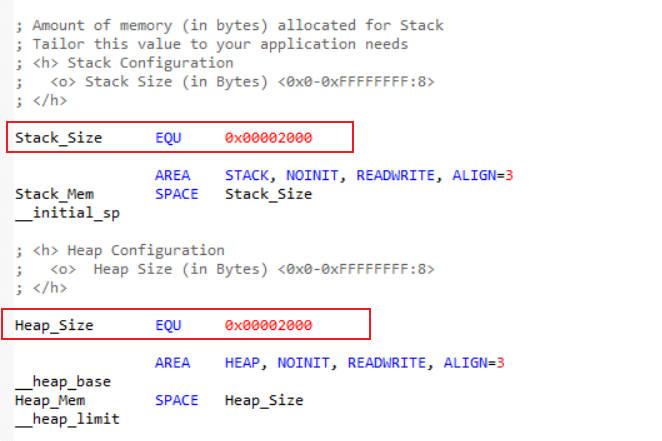 ; Amount of memory (in bytes) allocated for Stack
; Tailor this value to your application needs
; <h> Stack Configuration
;   <o> Stack Size (in Bytes) <0x0-0xFFFFFFFF:8>
; </h>
Stack_Size      EQU     0x00002000
                AREA    STACK, NOINIT, READWRITE, ALIGN=3
Stack_Mem       SPACE   Stack_Size
__initial_sp
; <h> Heap Configuration
;   <o>  Heap Size (in Bytes) <0x0-0xFFFFFFFF:8>
; </h>
Heap_Size       EQU     0x00002000
                AREA    HEAP, NOINIT, READWRITE, ALIGN=3
__heap_base
Heap_Mem        SPACE   Heap_Size
__heap_limit